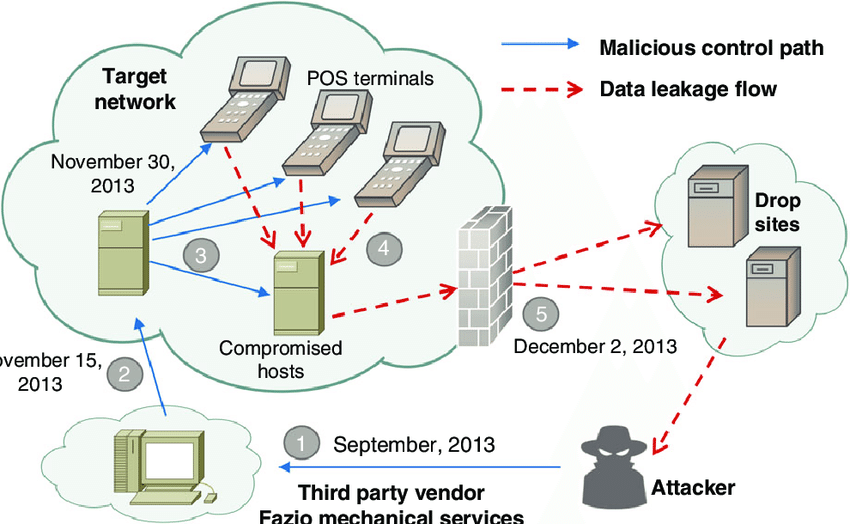 Target
network
POS terminals
Malicious control path
Data leakage flow
November 30,
2013
Drop
sites
3
4
5
Compromised
hosts
December 2, 2013
ovember 15,
2013
2
1
September, 2013
Third party vendor
Fazio mechanical services
Attacker